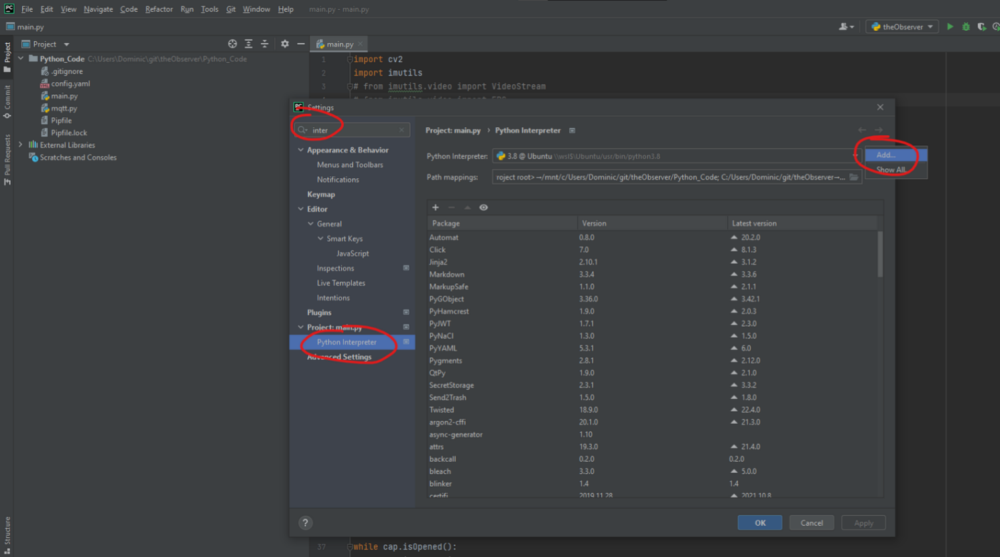 PC File Edit View Navigate Code Refactor Run Tools Git Window Help main.py - main.py
main.py
theObserver
Project
Project
main.py
Python_Code C:\Users\Dominic\git\theObserver\Python_Code
.gitignore
config.yaml
main.py
mqtt.py
Pipfile
Pipfile.lock
External Libraries
Scratches and Consoles
Commit
Pull Requests
Structure
1 import cv2
2 import imutils
3 # from imutils.video import VideoStream
PC Settings
inter
Appearance & Behavior
Menus and Toolbars
Notifications
Keymap
Editor
General
Smart Keys
JavaScript
Inspections
Live Templates
Intentions
Plugins
Project: main.py
Python Interpreter
Advanced Settings
Project: main.py › Python Interpreter
Python Interpreter: 3.8 @ Ubuntu \\wsl$\Ubuntu/usr/bin/python3.8
Add...
Show All
Path mappings: roject root>→/mnt/c/Users/Dominic/git/theObserver/Python_Code; C:/Users/Dominic/git/theObserver→...
Package Version Latest version
Automat 0.8.0 20.2.0
Click 7.0 8.1.3
Jinja2 2.10.1 3.1.2
Markdown 3.3.4 3.3.6
MarkupSafe 1.1.0 2.1.1
PyGObject 3.36.0 3.42.1
PyHamcrest 1.9.0 2.0.3
PyJWT 1.7.1 2.3.0
PyNaCl 1.3.0 1.5.0
PyYAML 5.3.1 6.0
Pygments 2.8.1 2.12.0
QtPy 1.9.0 2.1.0
SecretStorage 2.3.1 3.3.2
Send2Trash 1.5.0 1.8.0
Twisted 18.9.0 22.4.0
argon2-cffi 20.1.0 21.3.0
async-generator 1.10
attrs 19.3.0 21.4.0
backcall 0.2.0 0.2.0
bleach 3.3.0 5.0.0
blinker 1.4 1.4
certifi 2019.11.28 2021.10.8
? OK Cancel Apply
37 while cap.isOpened():